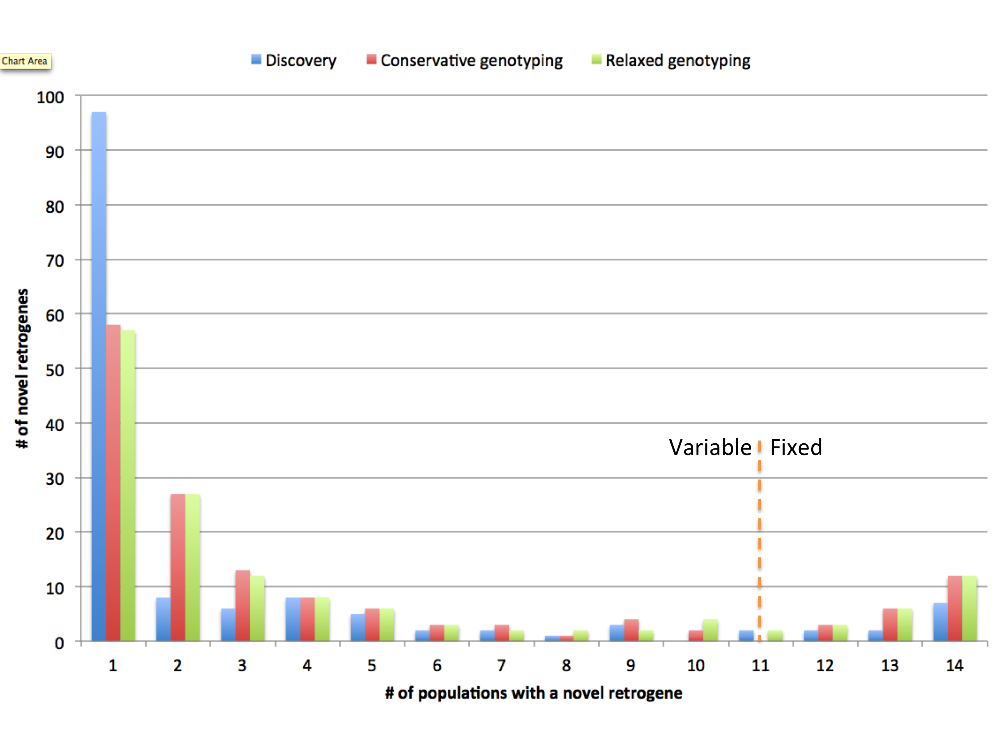 Chart Area
Discovery Conservative genotyping Relaxed genotyping
100
90
80
70
60
50
40
30
20
10
0
# of novel retrogenes
Variable Fixed
1 2 3 4 5 6 7 8 9 10 11 12 13 14
# of populations with a novel retrogene